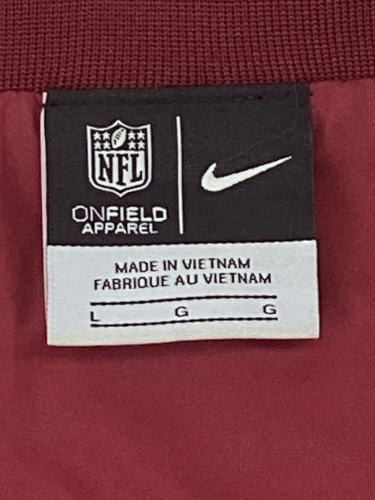 NFL
ONFIELD
APPAREL
MADE IN VIETNAM
FABRIQUE AU VIETNAM
L G G